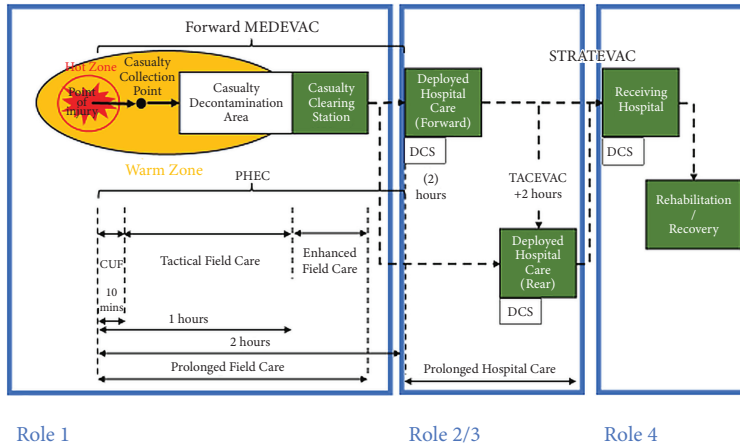 Forward MEDEVAC
STRATEVAC
Hot Zone
Point of
Injury
Casualty
Collection
Point
Casualty
Decontamination
Area
Casualty
Clearing
Station
Warm Zone
Deployed
Hospital
Care
(Forward)
DCS
(2)
hours
TACEVAC
+2 hours
Deployed
Hospital
Care
(Rear)
DCS
Receiving
Hospital
DCS
Rehabilitation
/
Recovery
PHEC
CUF
Tactical Field Care
Enhanced
Field Care
10
mins
1 hours
2 hours
Prolonged Field Care
Prolonged Hospital Care
Role 1
Role 2/3
Role 4